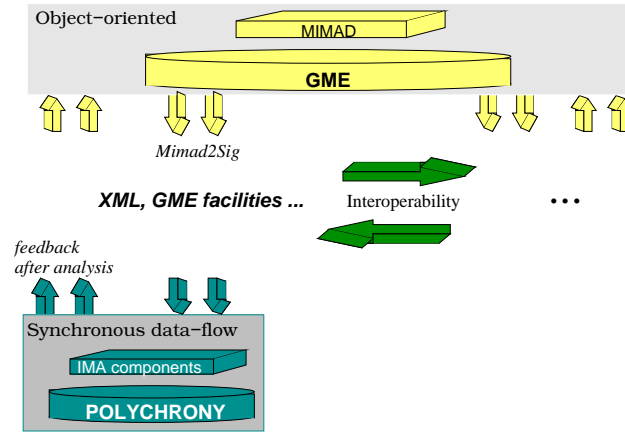 Object−oriented
MIMAD
GME
Mimad2Sig
XML, GME facilities ...
Interoperability
...
feedback
after analysis
Synchronous data−flow
IMA components
POLYCHRONY